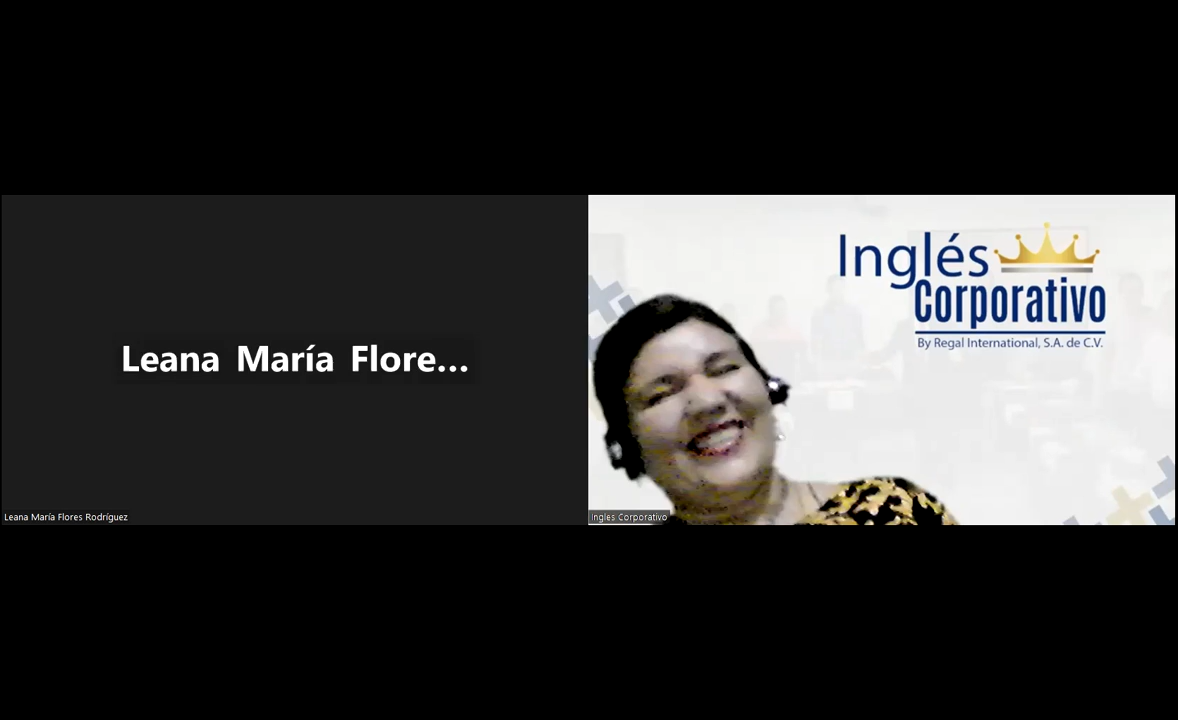 Leana María Flore...
Leana María Flores Rodríguez
Inglés
Corporativo
By Regal International, S.A. de C.V.
Ingles Corporativo